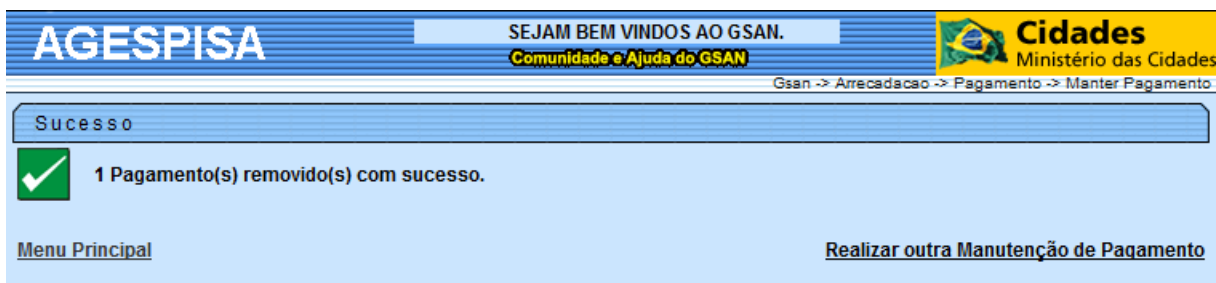 AGESPISA
SEJAM BEM VINDOS AO GSAN.
Comunidade e Ajuda do GSAN
Cidades
Ministério das Cidades
Gsan -> Arrecadacao -> Pagamento -> Manter Pagamento
Sucesso
1 Pagamento(s) removido(s) com sucesso.
Menu Principal
Realizar outra Manutenção de Pagamento